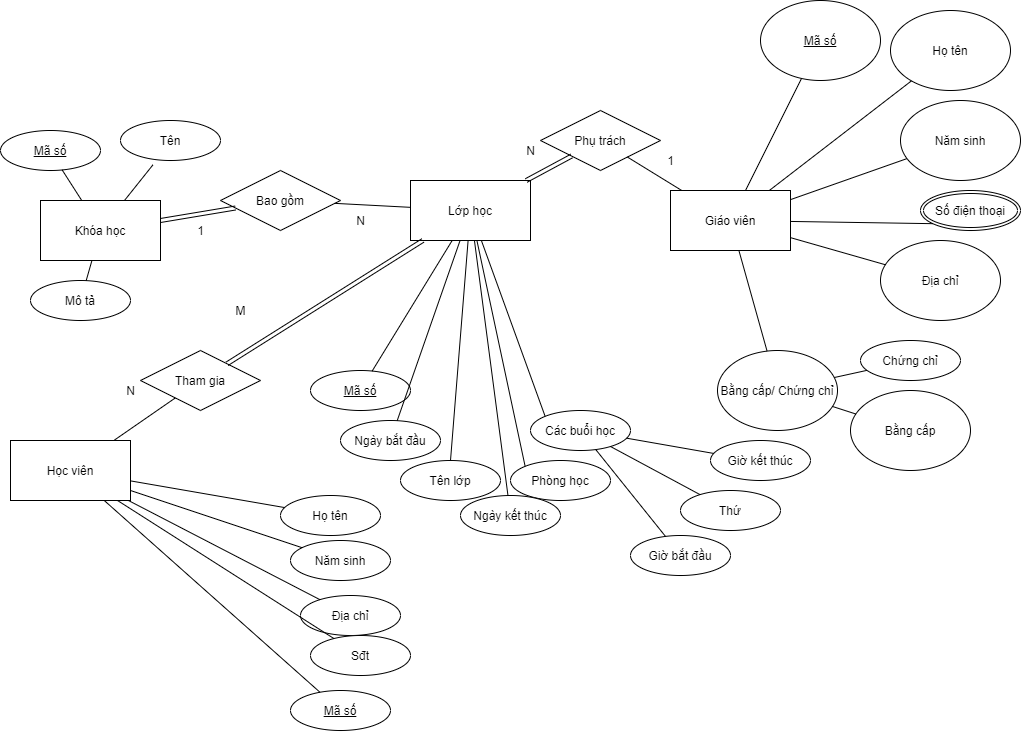 Mã số
Họ tên
Mã số
Tên
Phụ trách
N
1
Năm sinh
Bao gồm
Lớp học
Số điện thoại
Khóa học
1
N
Giáo viên
Mô tả
Địa chỉ
M
Tham gia
N
Mã số
Bằng cấp/ Chứng chỉ
Chứng chỉ
Ngày bắt đầu
Các buổi học
Bằng cấp
Học viên
Tên lớp
Phòng học
Giờ kết thúc
Họ tên
Ngày kết thúc
Thứ
Năm sinh
Giờ bắt đầu
Địa chỉ
Sđt
Mã số